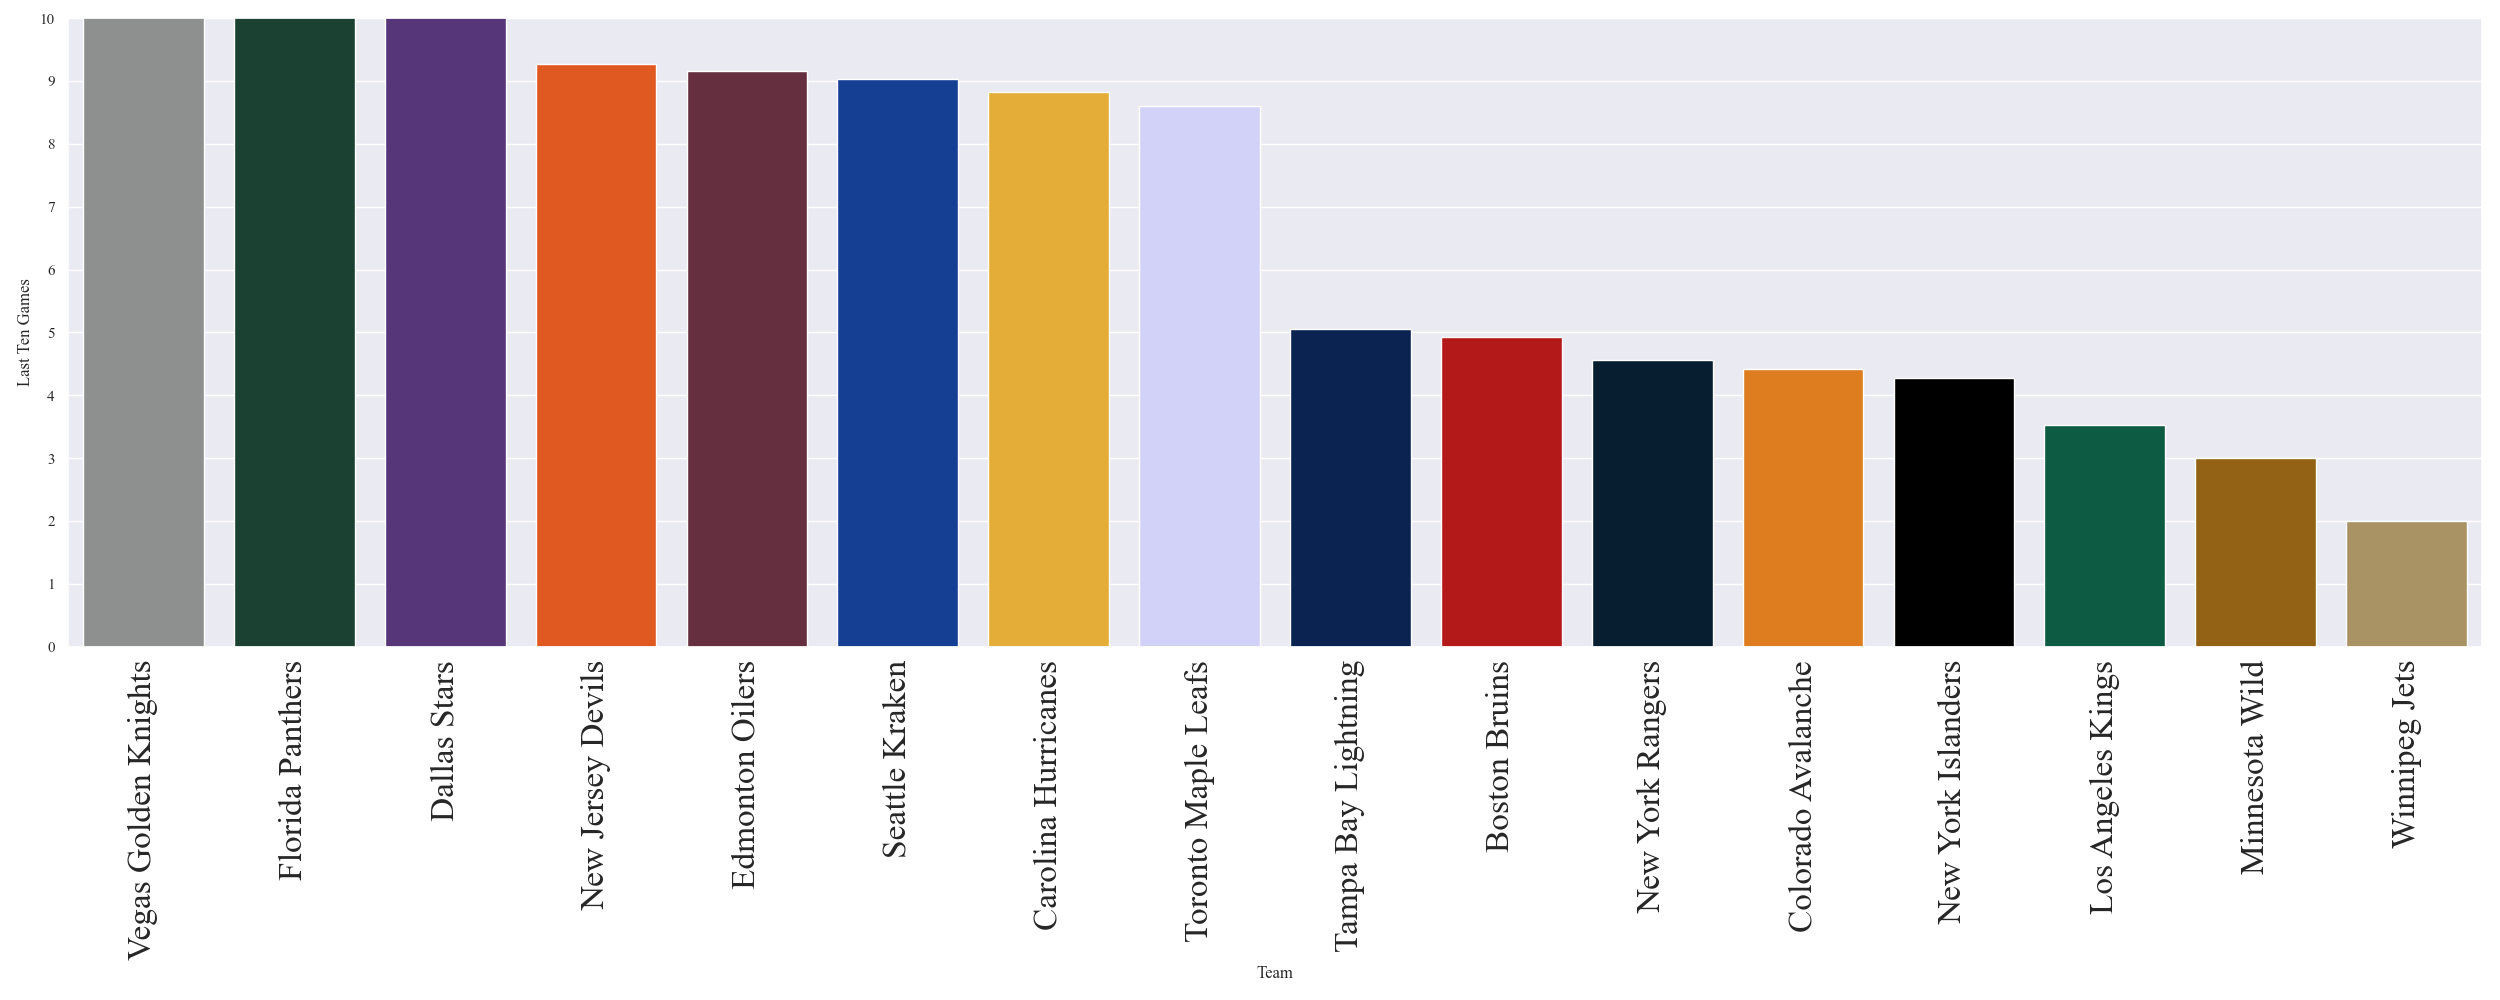 10
9
8
7
6
5
4
3
2
1
0
Last Ten Games
Vegas Golden Knights
Florida Panthers
Dallas Stars
New Jersey Devils
Edmonton Oilers
Seattle Kraken
Carolina Hurricanes
Toronto Maple Leafs
Tampa Bay Lightning
Boston Bruins
New York Rangers
Colorado Avalanche
New York Islanders
Los Angeles Kings
Minnesota Wild
Winnipeg Jets
Team